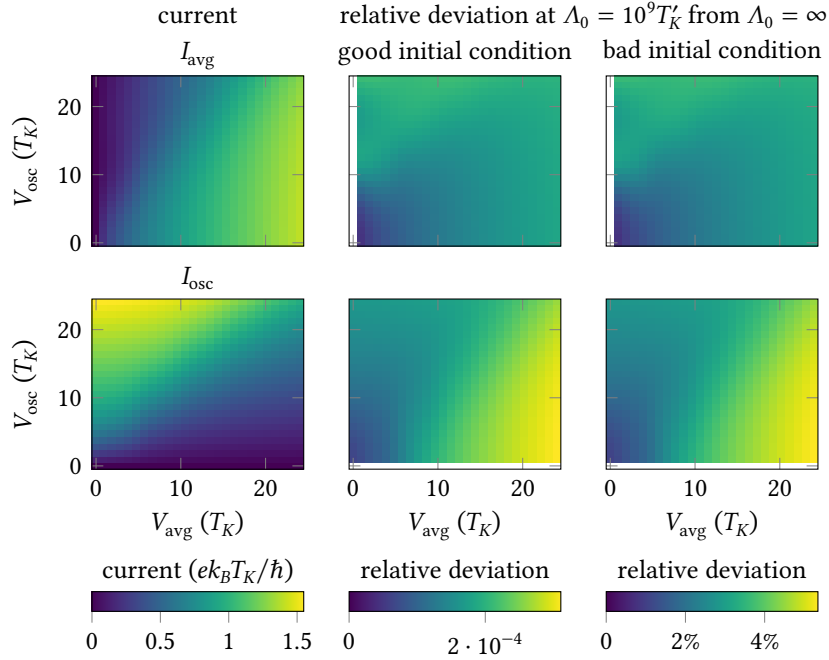 current relative deviation at Λ₀ = 10⁹T′_K from Λ₀ = ∞
I_avg good initial condition bad initial condition
V_osc (T_K)
20
10
0
I_osc
V_osc (T_K)
20
10
0
0 10 20 0 10 20 0 10 20
V_avg (T_K) V_avg (T_K) V_avg (T_K)
current (ek_BT_K/ħ) relative deviation relative deviation
0 0.5 1 1.5 0 2 · 10⁻⁴ 0 2% 4%